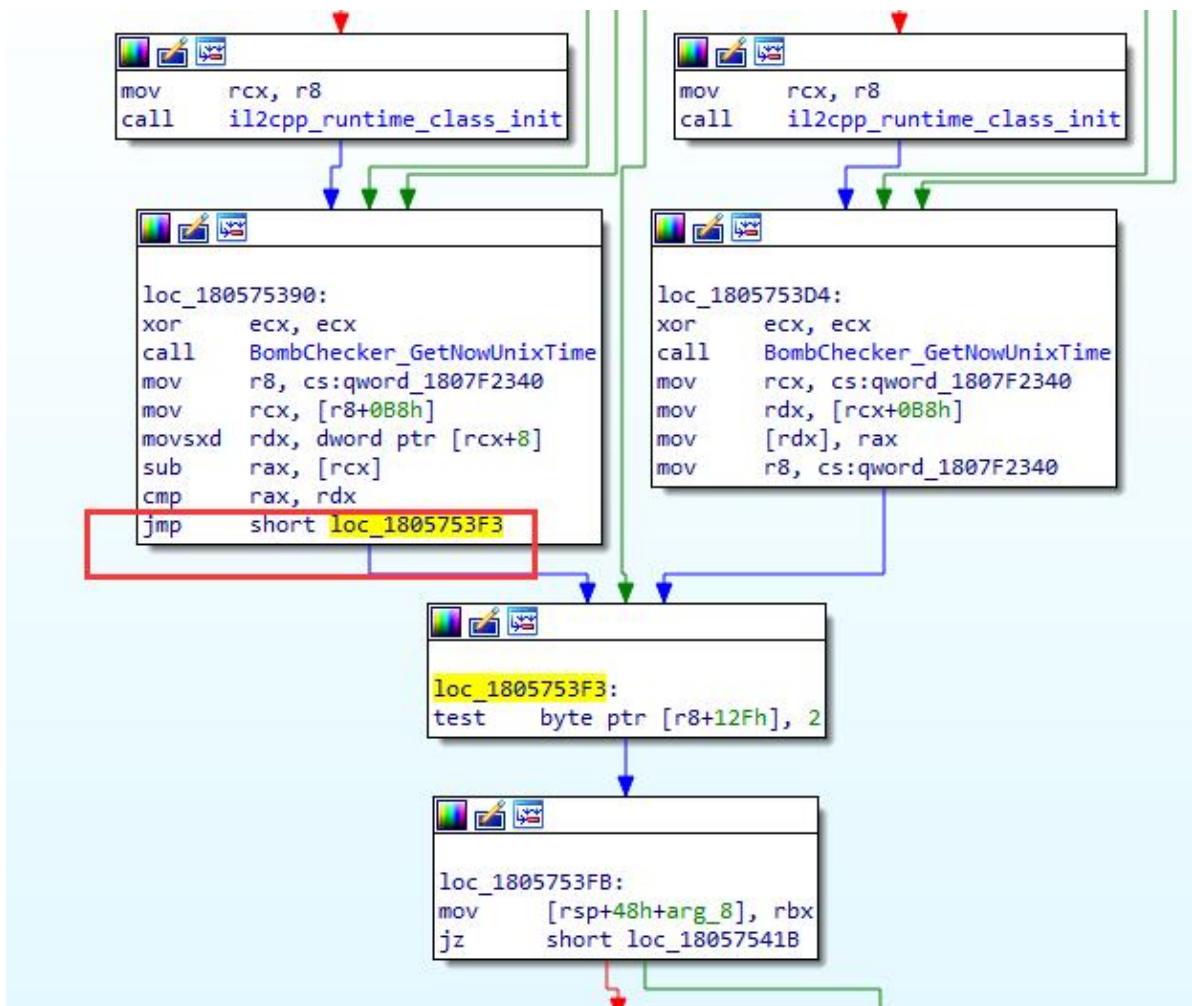 mov rcx, r8
call il2cpp_runtime_class_init
mov rcx, r8
call il2cpp_runtime_class_init
loc_180575390:
xor ecx, ecx
call BombChecker_GetNowUnixTime
mov r8, cs:qword_1807F2340
mov rcx, [r8+0B8h]
movsxd rdx, dword ptr [rcx+8]
sub rax, [rcx]
cmp rax, rdx
jmp short loc_1805753F3
loc_1805753D4:
xor ecx, ecx
call BombChecker_GetNowUnixTime
mov rcx, cs:qword_1807F2340
mov rdx, [rcx+0B8h]
mov [rdx], rax
mov r8, cs:qword_1807F2340
loc_1805753F3:
test byte ptr [r8+12Fh], 2
loc_1805753FB:
mov [rsp+48h+arg_8], rbx
jz short loc_18057541B